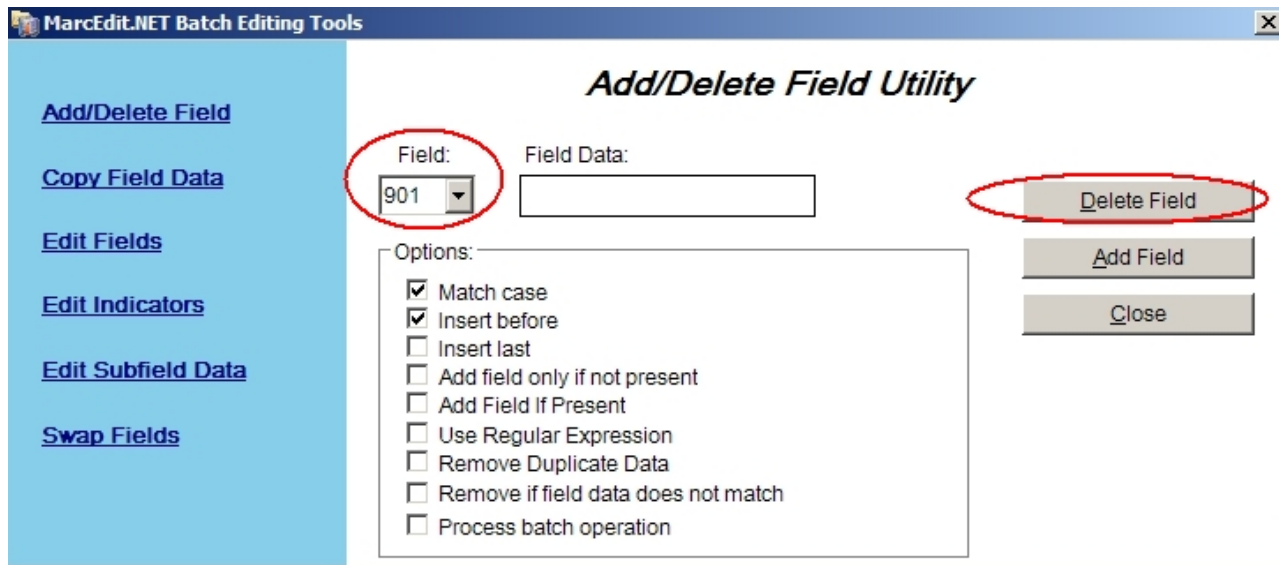 MarcEdit.NET Batch Editing Tools
Add/Delete Field
Copy Field Data
Edit Fields
Edit Indicators
Edit Subfield Data
Swap Fields
Add/Delete Field Utility
Field:
Field Data:
901
Delete Field
Add Field
Close
Options:
Match case
Insert before
Insert last
Add field only if not present
Add Field If Present
Use Regular Expression
Remove Duplicate Data
Remove if field data does not match
Process batch operation